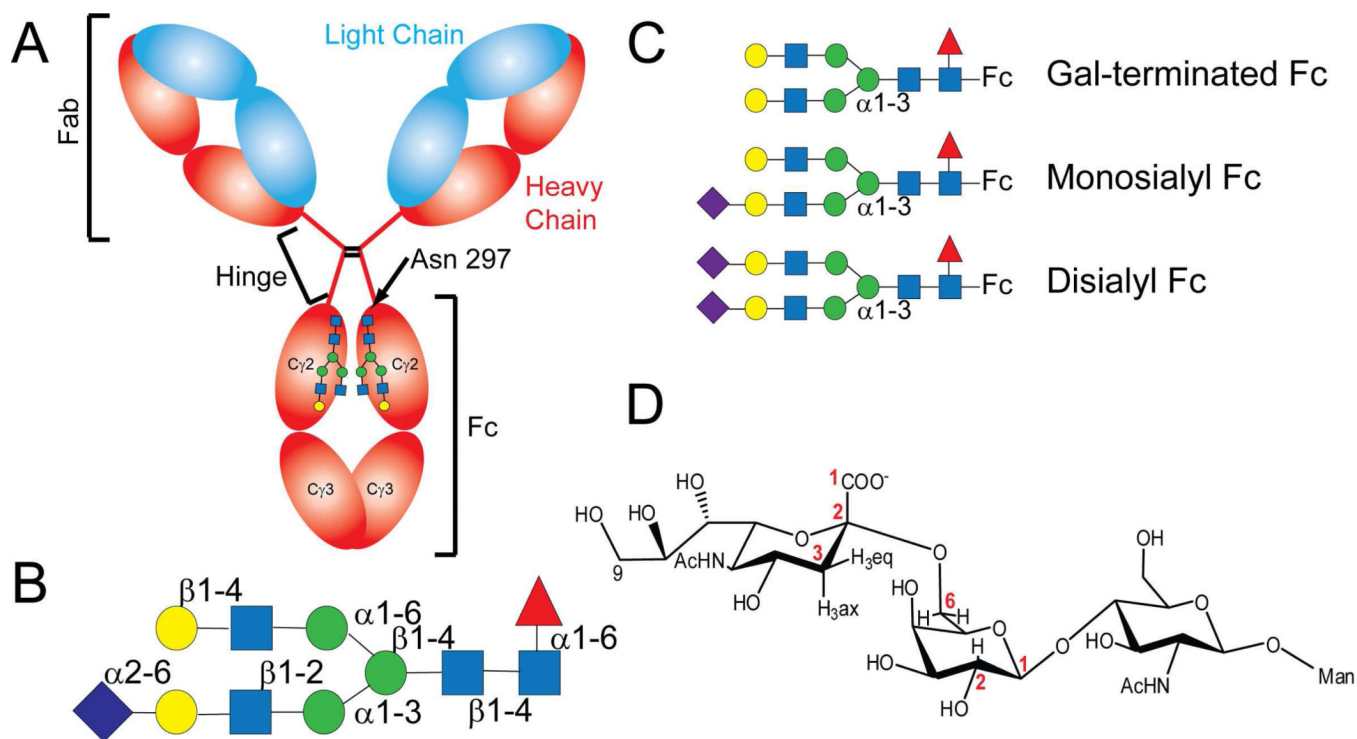 A
Light Chain
Fab
Heavy
Chain
Hinge
Asn 297
Cγ2
Cγ2
Fc
Cγ3
Cγ3
B
β1-4
α1-6
β1-4
α1-6
α2-6
β1-2
α1-3
β1-4
C
Fc
Gal-terminated Fc
α1-3
Fc
Monosialyl Fc
α1-3
Fc
Disialyl Fc
α1-3
D
1
COO⁻
HO
2
HO
HO
O
3
O
9
AcHN
H₃eq
HO
H₃ax
HO
6
H
H
O
H
HO
2
HO
1
O
OH
O
HO
AcHN
O
Man